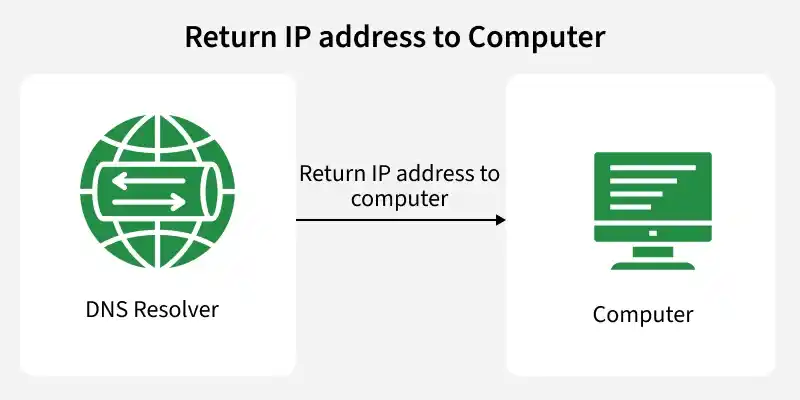 Return IP address to Computer
Return IP address to
computer
DNS Resolver
Computer